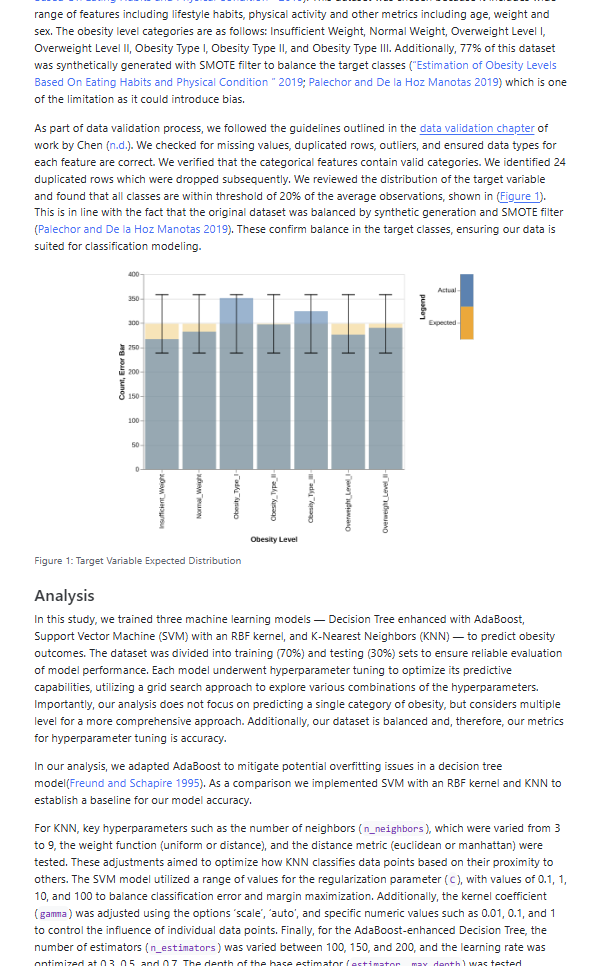 range of features including lifestyle habits, physical activity and other metrics including age, weight and
sex. The obesity level categories are as follows: Insufficient Weight, Normal Weight, Overweight Level I,
Overweight Level II, Obesity Type I, Obesity Type II, and Obesity Type III. Additionally, 77% of this dataset
was synthetically generated with SMOTE filter to balance the target classes (“Estimation of Obesity Levels
Based On Eating Habits and Physical Condition ” 2019; Palechor and De la Hoz Manotas 2019) which is one
of the limitation as it could introduce bias.
As part of data validation process, we followed the guidelines outlined in the data validation chapter of
work by Chen (n.d.). We checked for missing values, duplicated rows, outliers, and ensured data types for
each feature are correct. We verified that the categorical features contain valid categories. We identified 24
duplicated rows which were dropped subsequently. We reviewed the distribution of the target variable
and found that all classes are within threshold of 20% of the average observations, shown in (Figure 1).
This is in line with the fact that the original dataset was balanced by synthetic generation and SMOTE filter
(Palechor and De la Hoz Manotas 2019). These confirm balance in the target classes, ensuring our data is
suited for classification modeling.
400
350
300
250
200
150
100
50
0
Count, Error Bar
Insufficient_Weight
Normal_Weight
Obesity_Type_I
Obesity_Type_II
Obesity_Type_III
Overweight_Level_I
Overweight_Level_II
Obesity Level
Legend
Actual
Expected
Figure 1: Target Variable Expected Distribution
Analysis
In this study, we trained three machine learning models — Decision Tree enhanced with AdaBoost,
Support Vector Machine (SVM) with an RBF kernel, and K-Nearest Neighbors (KNN) — to predict obesity
outcomes. The dataset was divided into training (70%) and testing (30%) sets to ensure reliable evaluation
of model performance. Each model underwent hyperparameter tuning to optimize its predictive
capabilities, utilizing a grid search approach to explore various combinations of the hyperparameters.
Importantly, our analysis does not focus on predicting a single category of obesity, but considers multiple
level for a more comprehensive approach. Additionally, our dataset is balanced and, therefore, our metrics
for hyperparameter tuning is accuracy.
In our analysis, we adapted AdaBoost to mitigate potential overfitting issues in a decision tree
model(Freund and Schapire 1995). As a comparison we implemented SVM with an RBF kernel and KNN to
establish a baseline for our model accuracy.
For KNN, key hyperparameters such as the number of neighbors (n_neighbors), which were varied from 3
to 9, the weight function (uniform or distance), and the distance metric (euclidean or manhattan) were
tested. These adjustments aimed to optimize how KNN classifies data points based on their proximity to
others. The SVM model utilized a range of values for the regularization parameter (C), with values of 0.1, 1,
10, and 100 to balance classification error and margin maximization. Additionally, the kernel coefficient
(gamma) was adjusted using the options ‘scale’, ‘auto’, and specific numeric values such as 0.01, 0.1, and 1
to control the influence of individual data points. Finally, for the AdaBoost-enhanced Decision Tree, the
number of estimators (n_estimators) was varied between 100, 150, and 200, and the learning rate was
optimized at 0.3, 0.5, and 0.7. The depth of the base estimator (estimator__max_depth) was tested